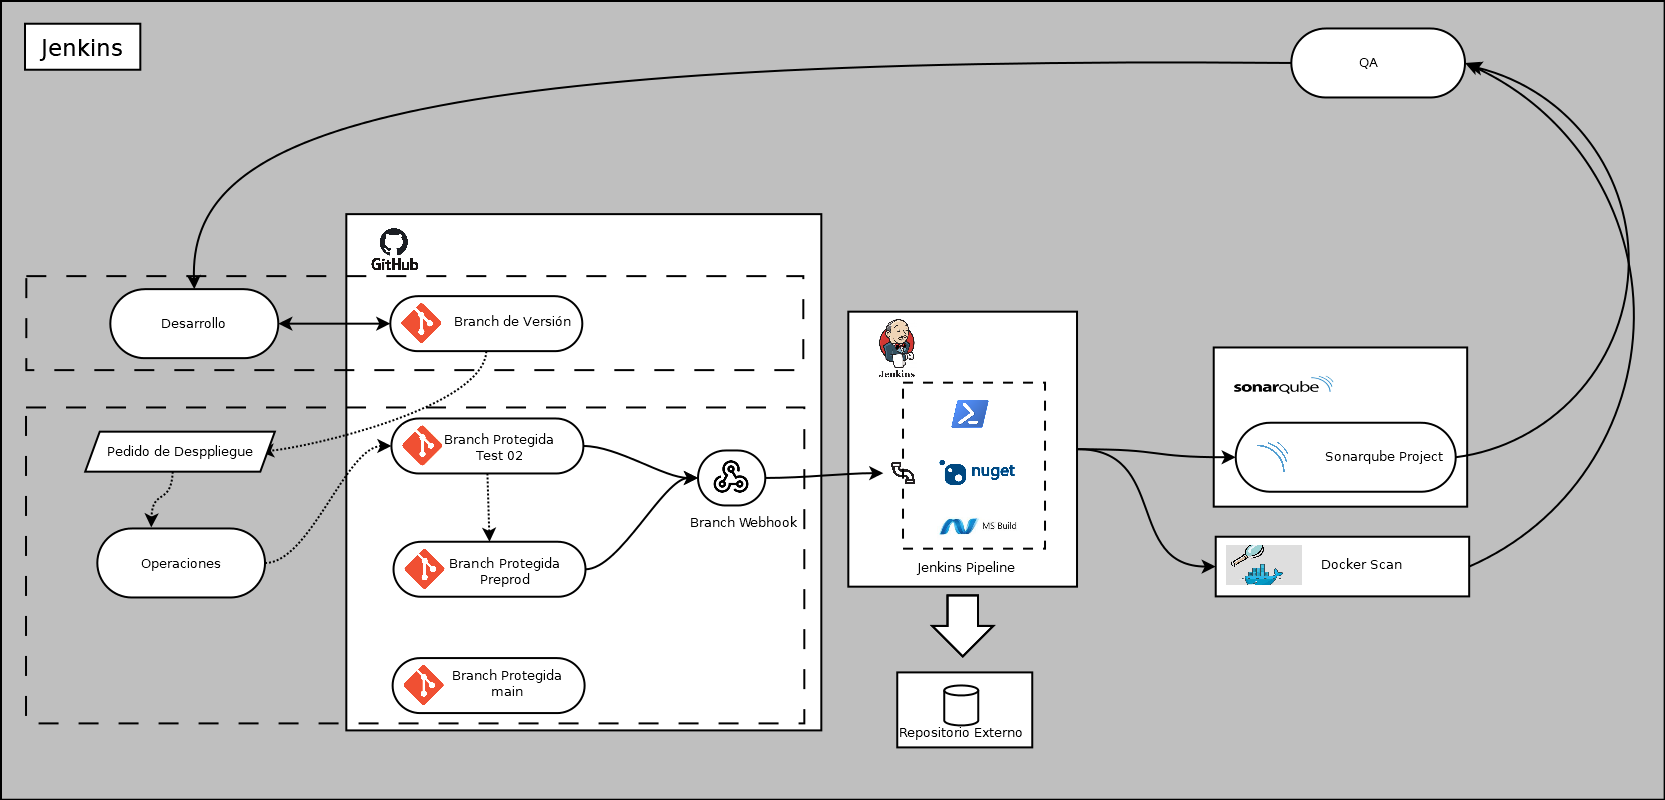 Jenkins
QA
GitHub
Desarrollo
Branch de Versión
Jenkins
sonarqube
Pedido de Desppliegue
Branch Protegida
Test 02
nuget
Sonarqube Project
Branch Webhook
MS Build
Operaciones
Branch Protegida
Preprod
Jenkins Pipeline
Docker Scan
Branch Protegida
main
Repositorio Externo